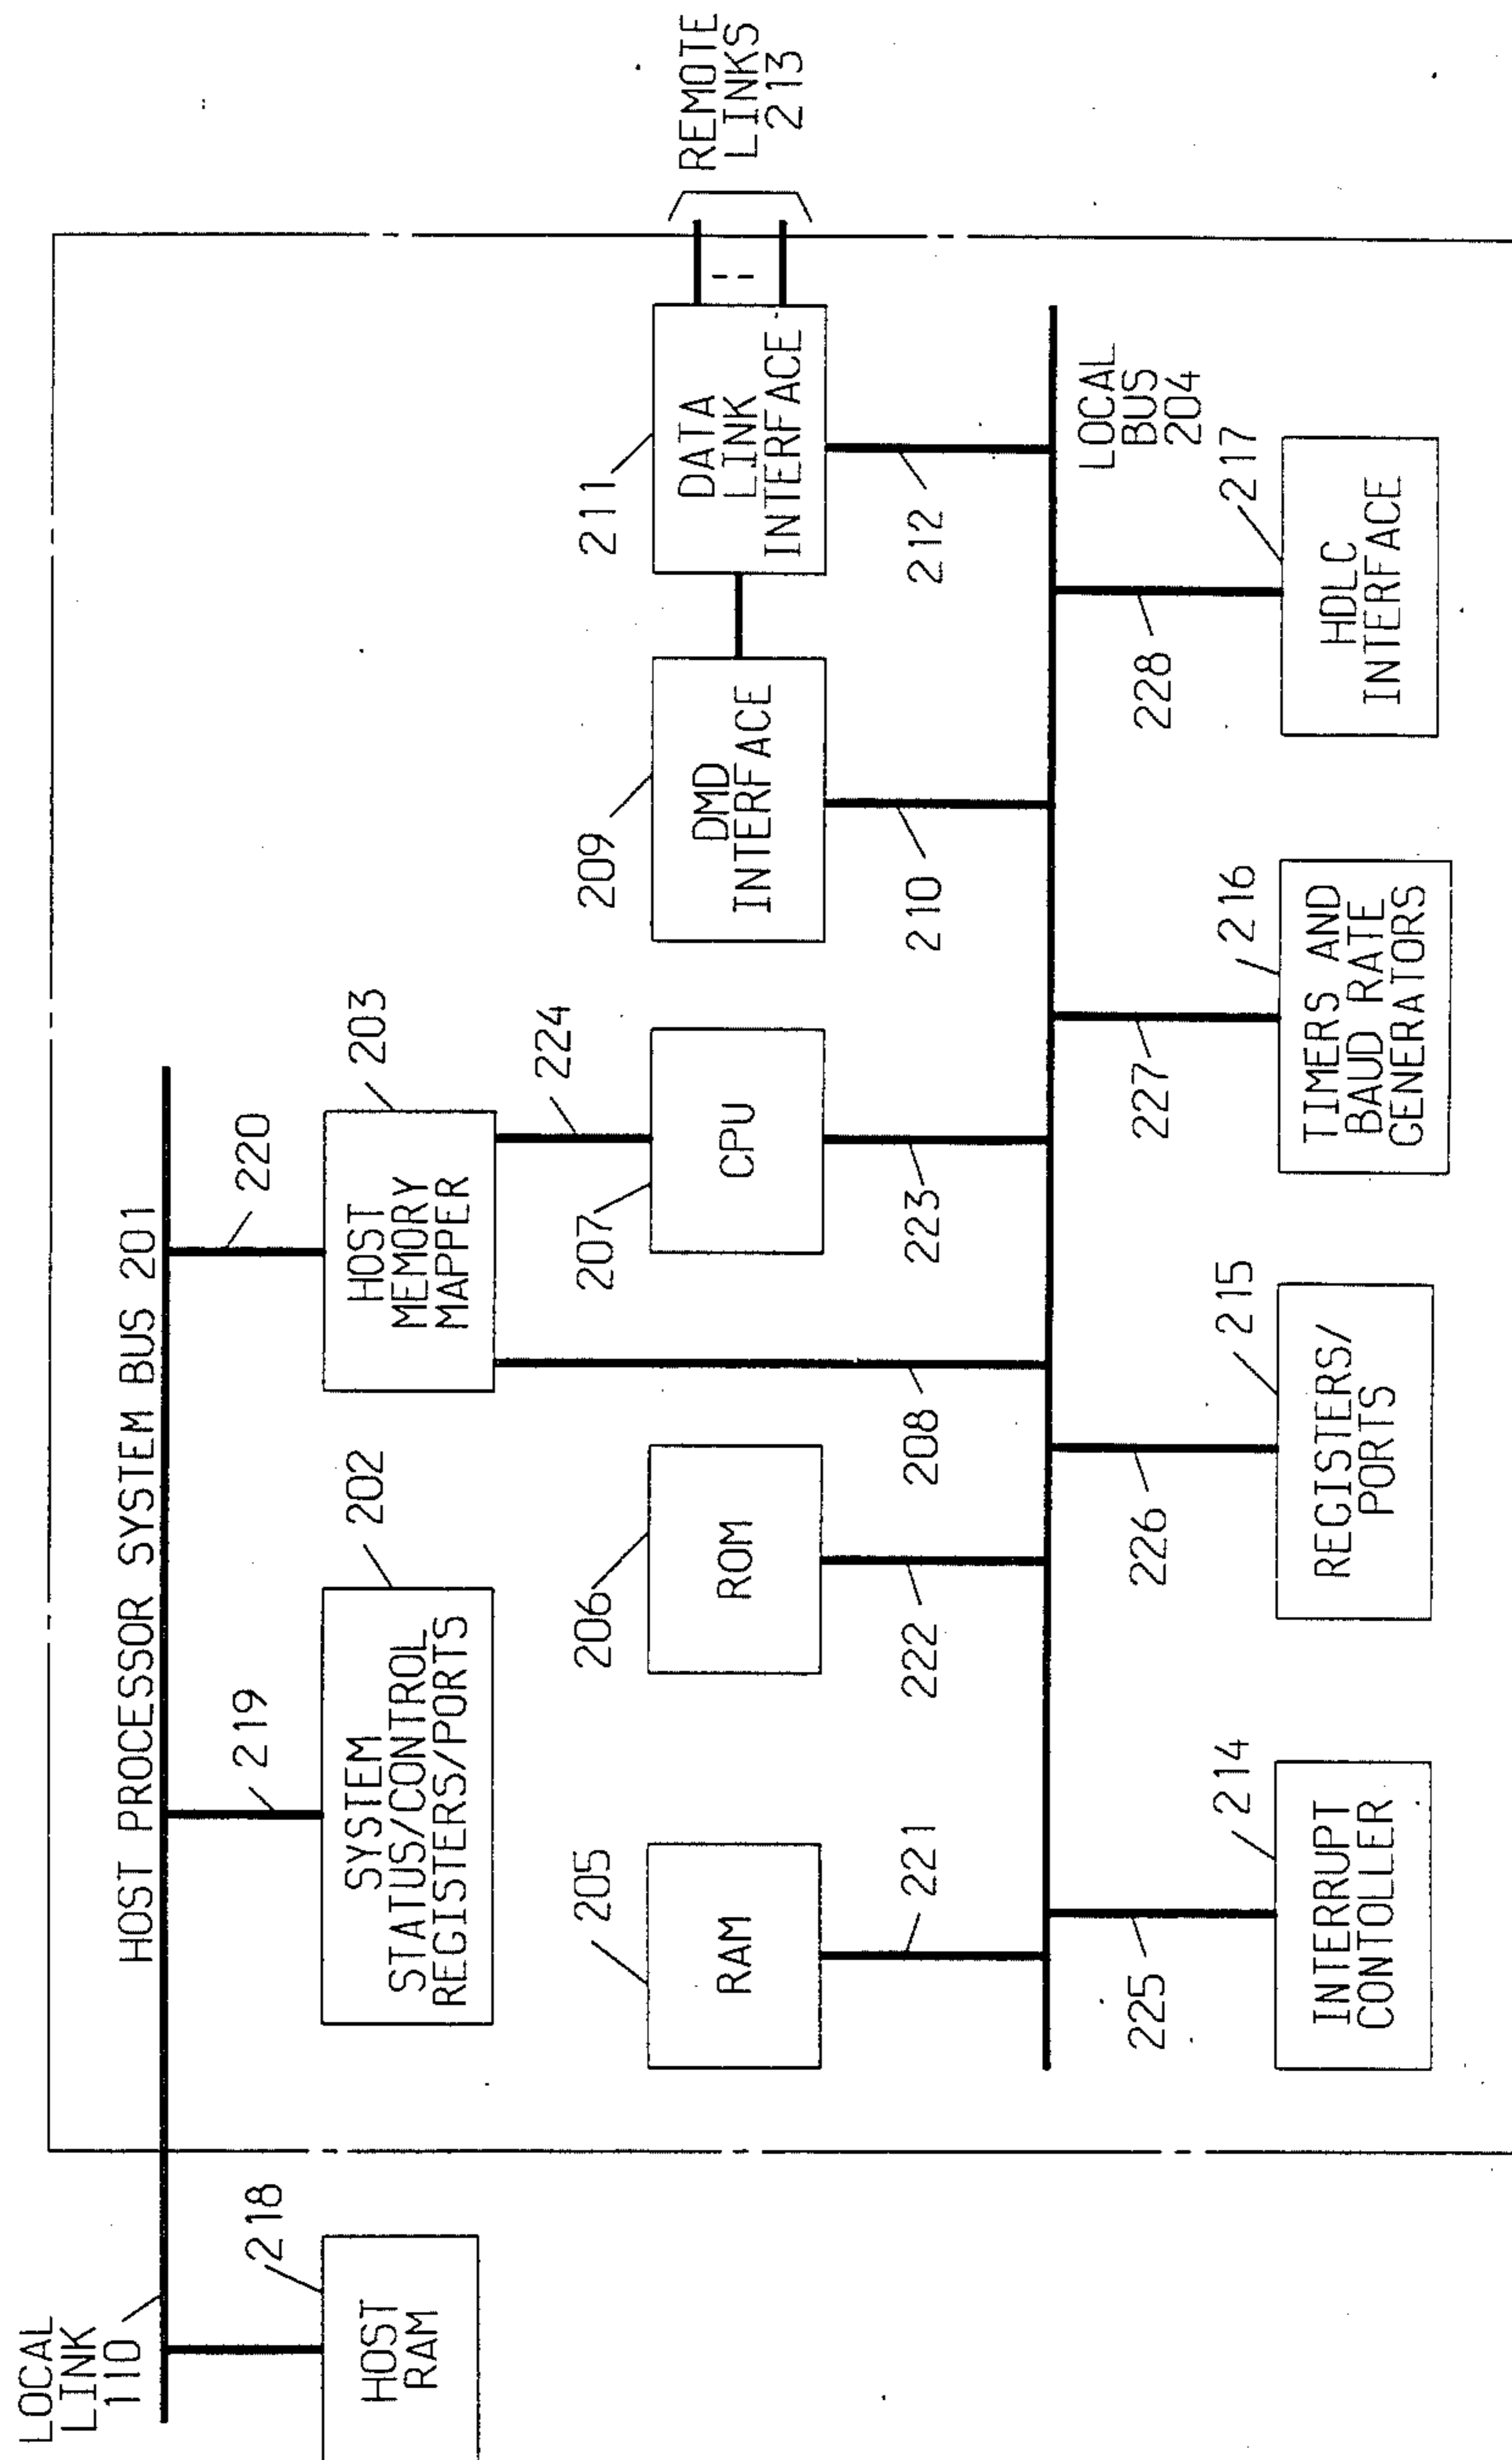 LOCAL
LINK
110
HOST PROCESSOR SYSTEM BUS 201
218
HOST
RAM
219
202
SYSTEM
STATUS/CONTROL
REGISTERS/PORTS
220
203
HOST
MEMORY
MAPPER
224
205
RAM
221
206
ROM
222
208
207
CPU
223
209
DMD
INTERFACE
210
211
DATA
LINK
INTERFACE
212
REMOTE
LINKS
213
LOCAL
BUS
204
225
214
INTERRUPT
CONTOLLER
226
215
REGISTERS/
PORTS
227
216
TIMERS AND
BAUD RATE
GENERATORS
228
217
HDLC
INTERFACE